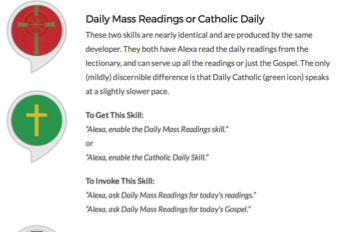 Daily Mass Readings or Catholic Daily
These two skills are nearly identical and are produced by the same
developer. They both have Alexa read the daily readings from the
lectionary, and can serve up all the readings or just the Gospel. The only
(mildly) discernible difference is that Daily Catholic (green icon) speaks
at a slightly slower pace.
To Get This Skill:
"Alexa, enable the Daily Mass Readings skill."
or
"Alexa, enable the Catholic Daily Skill."
To Invoke This Skill:
"Alexa, ask Daily Mass Readings for today's readings."
"Alexa, ask Daily Mass Readings for today's Gospel."